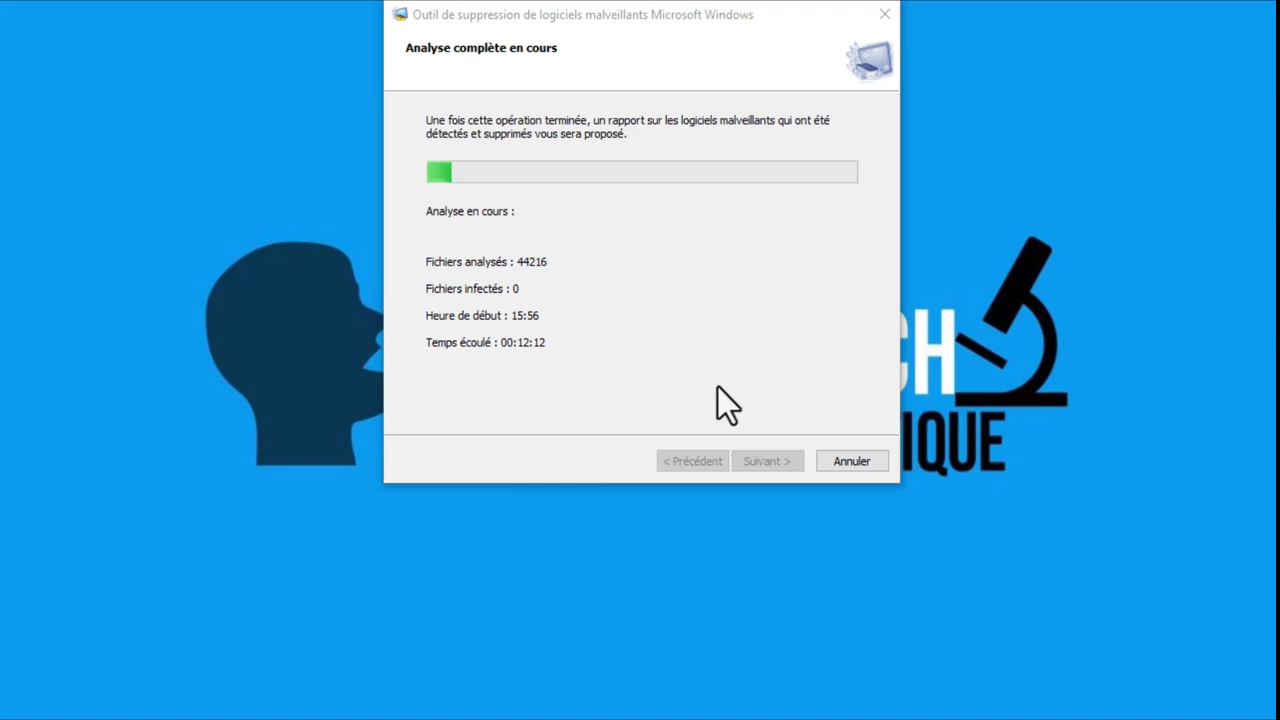 Outil de suppression de logiciels malveillants Microsoft Windows
Analyse complète en cours
Une fois cette opération terminée, un rapport sur les logiciels malveillants qui ont été
détectés et supprimés vous sera proposé.
Analyse en cours :
Fichiers analysés : 44216
Fichiers infectés : 0
Heure de début : 15:56
Temps écoulé : 00:12:12
CH
IQUE
< Précédent
Suivant >
Annuler